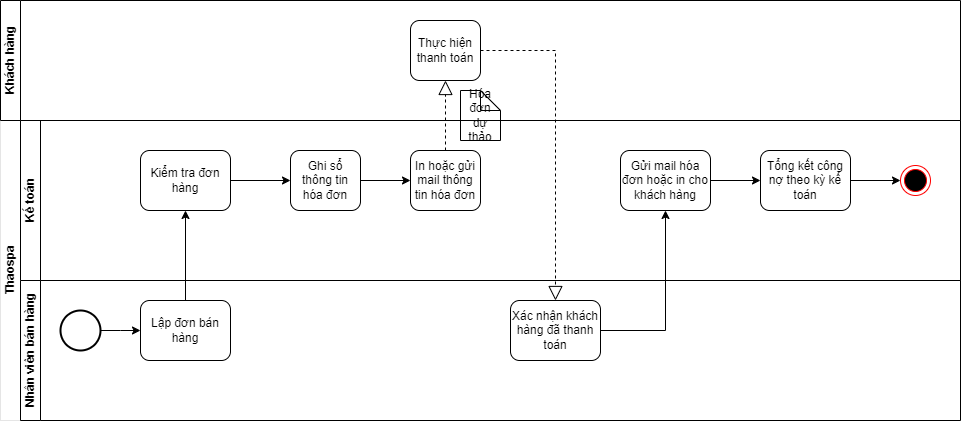 Khách hàng
Thực hiện
thanh toán
Hóa
đơn
dự
thảo
Thaospa
Kế toán
Kiểm tra đơn
hàng
Ghi sổ
thông tin
hóa đơn
In hoặc gửi
mail thông
tin hóa đơn
Gửi mail hóa
đơn hoặc in cho
khách hàng
Tổng kết công
nợ theo kỳ kế
toán
Nhân viên bán hàng
Lập đơn bán
hàng
Xác nhận khách
hàng đã thanh
toán